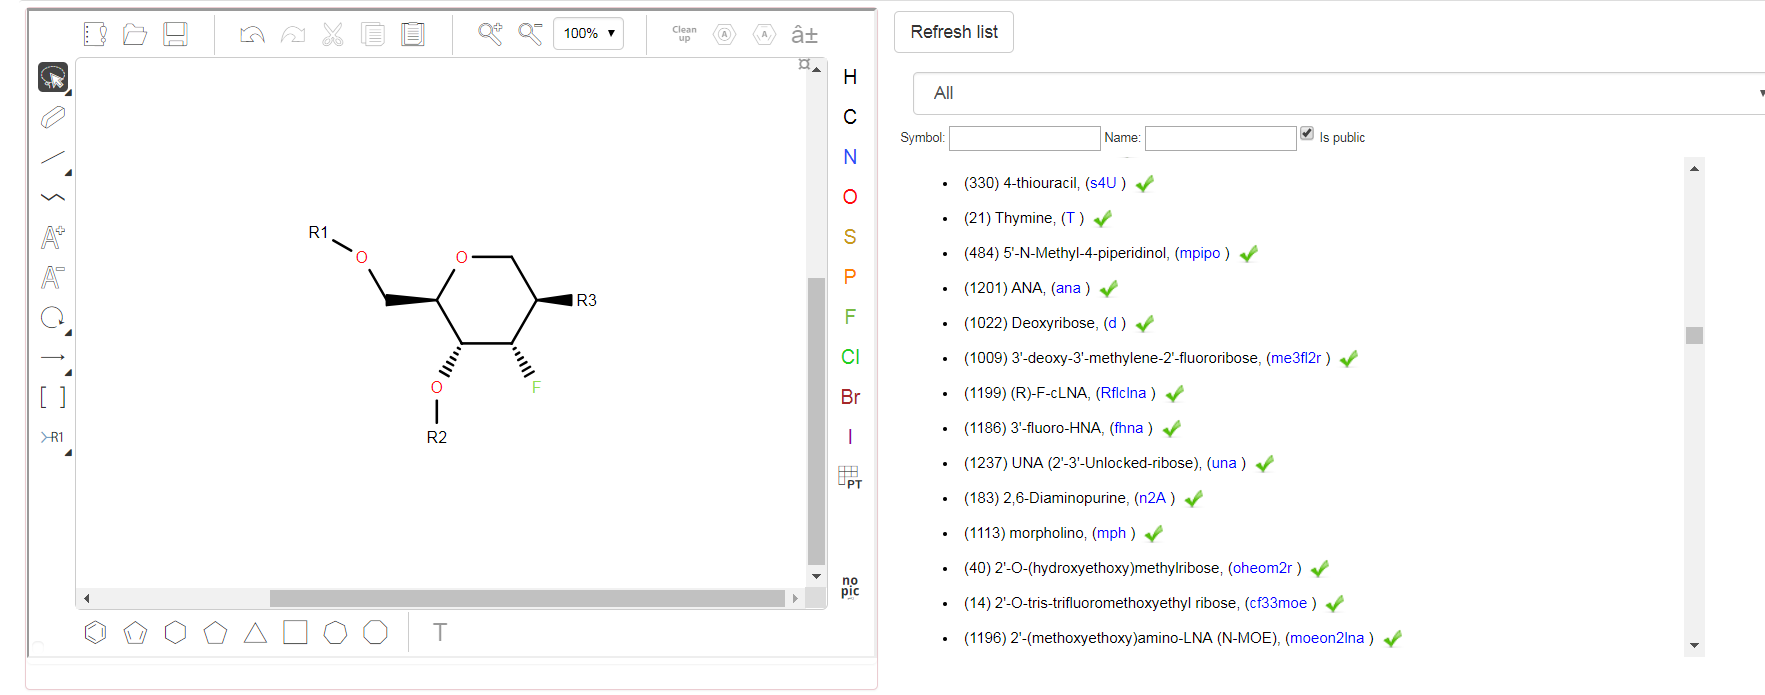 100% ▼
Clean up
A
A
â±
Refresh list
All
Symbol:
Name:
Is public
H
C
N
O
S
P
F
Cl
Br
I
PT
no pic
A+
A-
[ ]
R1
T
R1
O
O
R3
O
F
R2
(330) 4-thiouracil, (s4U )
(21) Thymine, (T )
(484) 5'-N-Methyl-4-piperidinol, (mpipo )
(1201) ANA, (ana )
(1022) Deoxyribose, (d )
(1009) 3'-deoxy-3'-methylene-2'-fluororibose, (me3fl2r )
(1199) (R)-F-cLNA, (Rflclna )
(1186) 3'-fluoro-HNA, (fhna )
(1237) UNA (2'-3'-Unlocked-ribose), (una )
(183) 2,6-Diaminopurine, (n2A )
(1113) morpholino, (mph )
(40) 2'-O-(hydroxyethoxy)methylribose, (oheom2r )
(14) 2'-O-tris-trifluoromethoxyethyl ribose, (cf33moe )
(1196) 2'-(methoxyethoxy)amino-LNA (N-MOE), (moeon2lna )